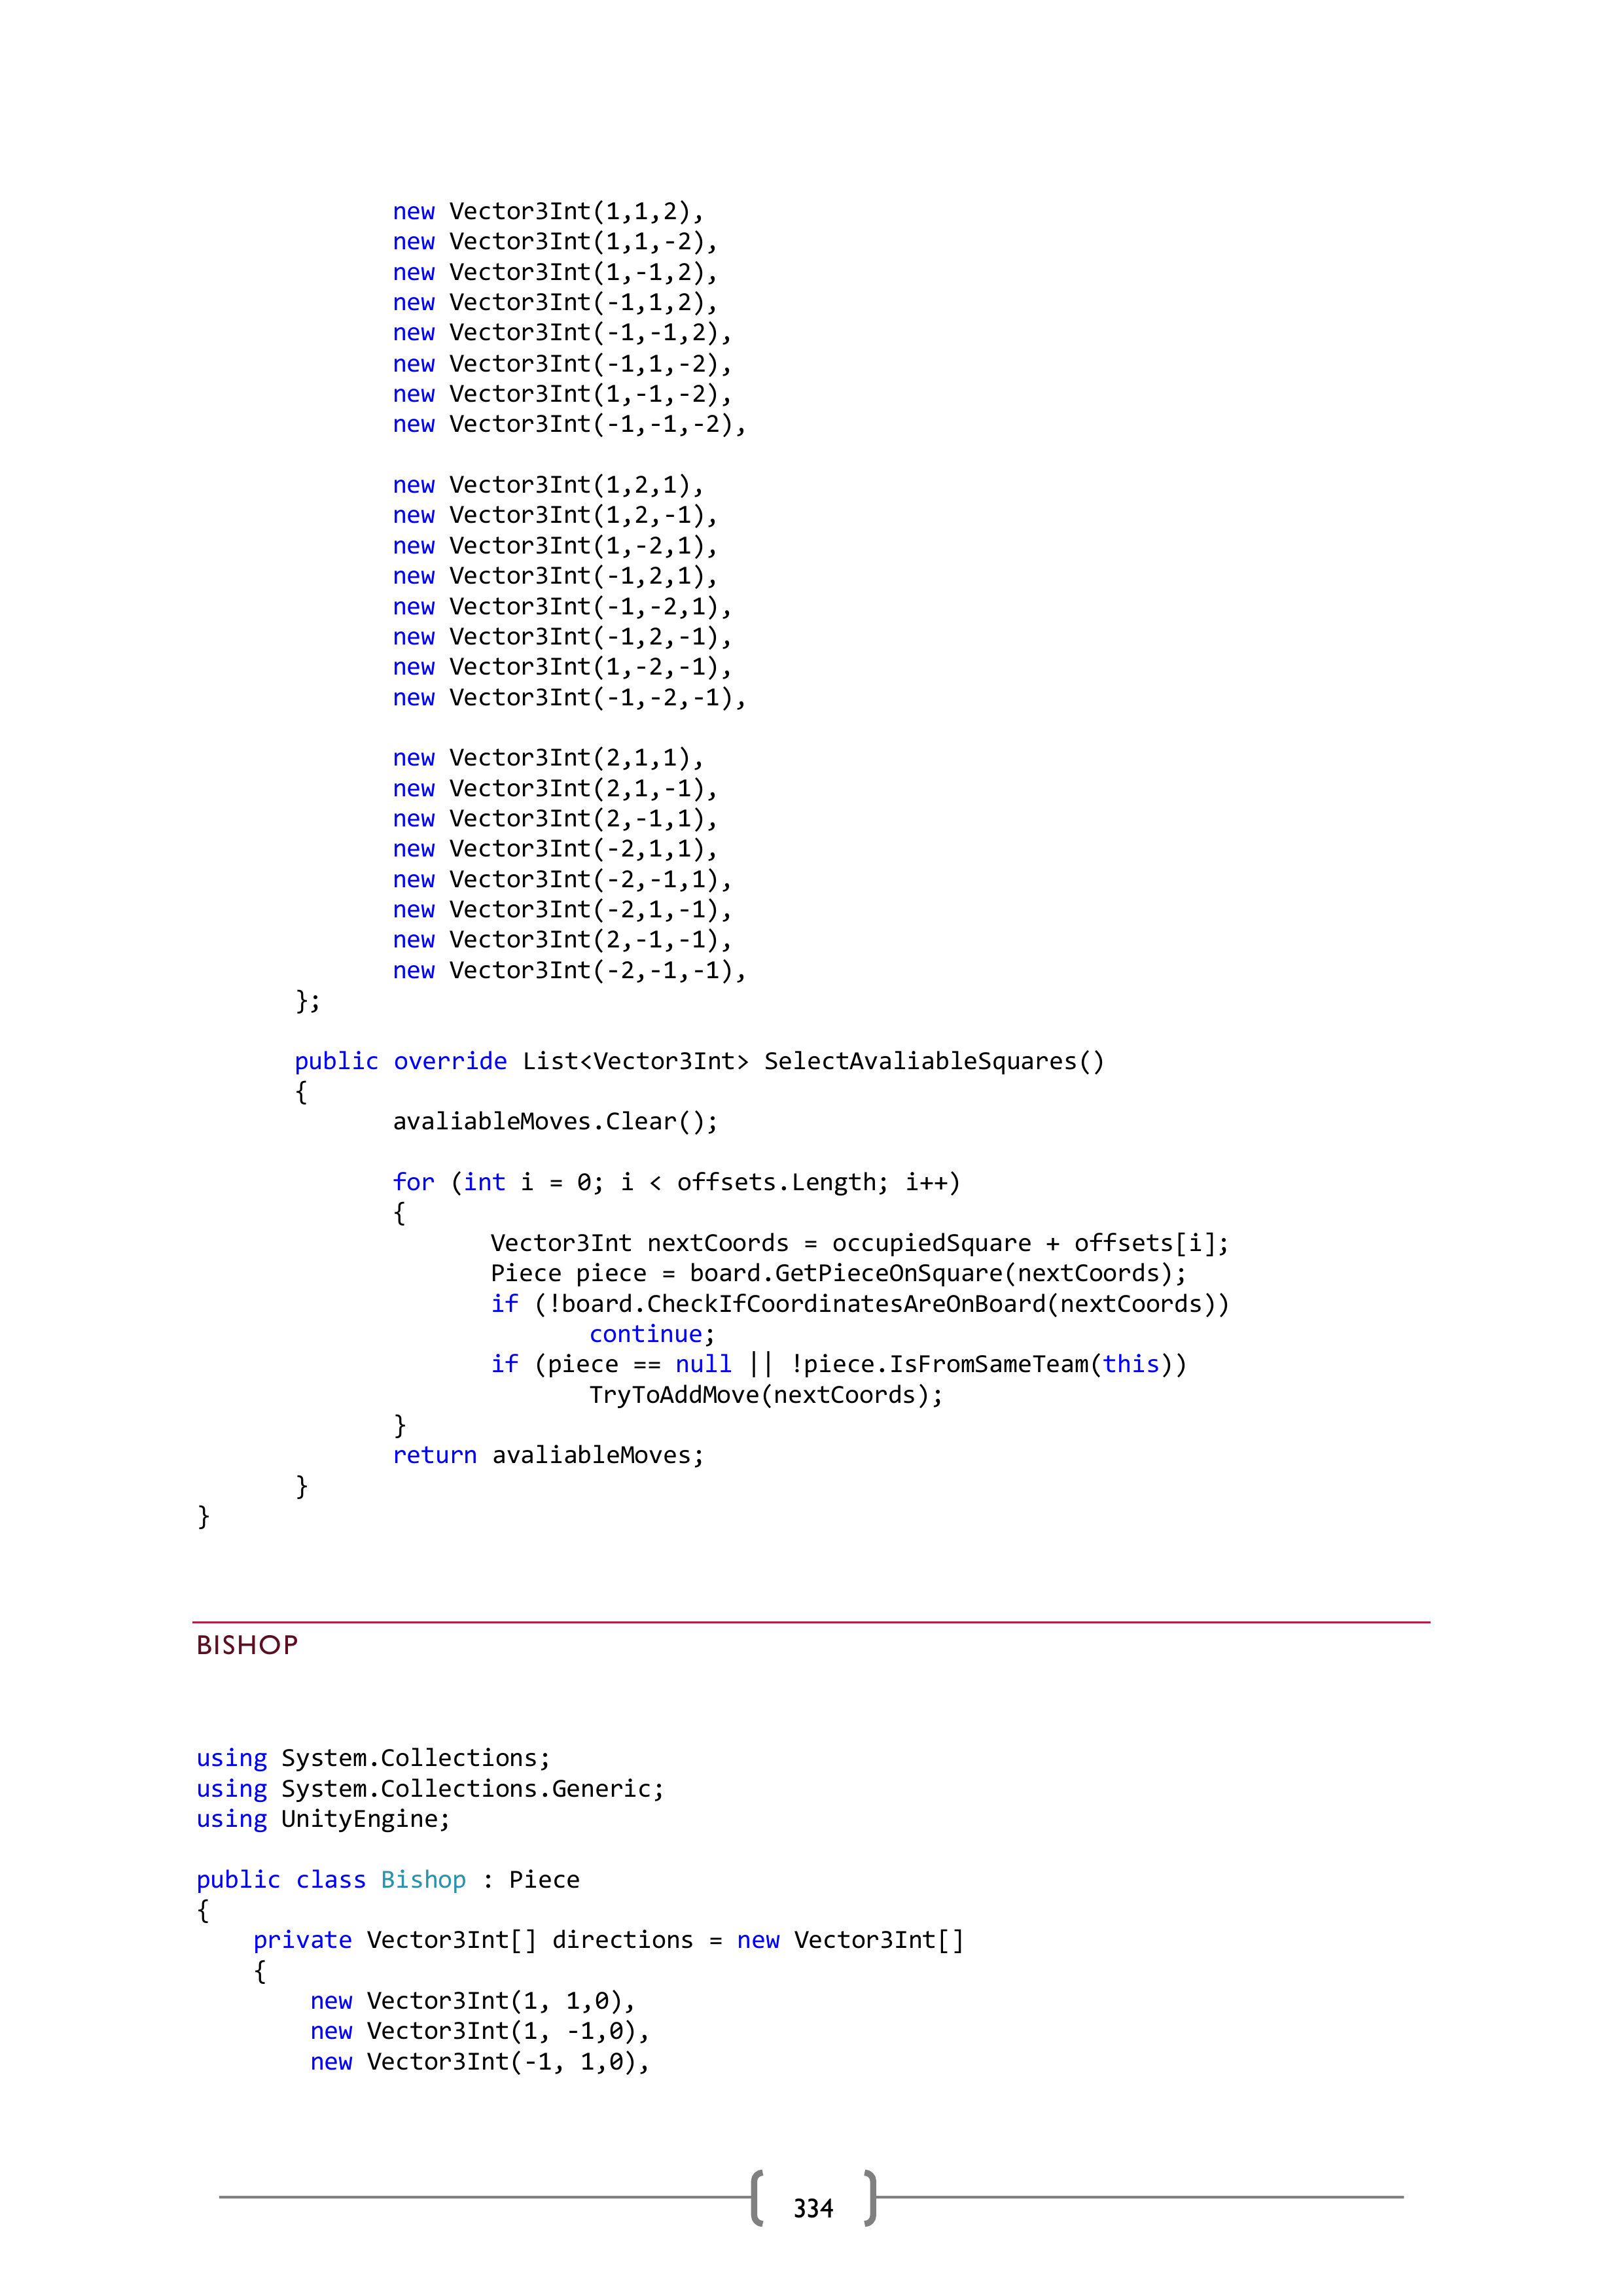 new Vector3Int(1,1,2),
new Vector3Int(1,1,-2),
new Vector3Int(1,-1,2),
new Vector3Int(-1,1,2),
new Vector3Int(-1,-1,2),
new Vector3Int(-1,1,-2),
new Vector3Int(1,-1,-2),
new Vector3Int(-1,-1,-2),
new Vector3Int(1,2,1),
new Vector3Int(1,2,-1),
new Vector3Int(1,-2,1),
new Vector3Int(-1,2,1),
new Vector3Int(-1,-2,1),
new Vector3Int(-1,2,-1),
new Vector3Int(1,-2,-1),
new Vector3Int(-1,-2,-1),
new Vector3Int(2,1,1),
new Vector3Int(2,1,-1),
new Vector3Int(2,-1,1),
new Vector3Int(-2,1,1),
new Vector3Int(-2,-1,1),
new Vector3Int(-2,1,-1),
new Vector3Int(2,-1,-1),
new Vector3Int(-2,-1,-1),
};
public override List<Vector3Int> SelectAvaliableSquares()
{
avaliableMoves.Clear();
for (int i = 0; i < offsets.Length; i++)
{
Vector3Int nextCoords = occupiedSquare + offsets[i];
Piece piece = board.GetPieceOnSquare(nextCoords);
if (!board.CheckIfCoordinatesAreOnBoard(nextCoords))
continue;
if (piece == null || !piece.IsFromSameTeam(this))
TryToAddMove(nextCoords);
}
return avaliableMoves;
}
}
BISHOP
using System.Collections;
using System.Collections.Generic;
using UnityEngine;
public class Bishop : Piece
{
private Vector3Int[] directions = new Vector3Int[]
{
new Vector3Int(1, 1,0),
new Vector3Int(1, -1,0),
new Vector3Int(-1, 1,0),
334